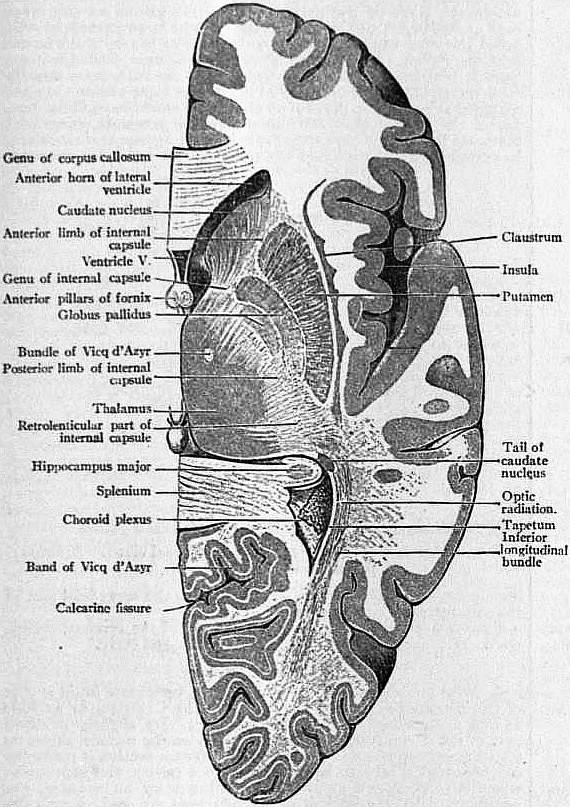 Genu of corpus callosum
Anterior horn of lateral
ventricle
Caudate nucleus
Anterior limb of internal
capsule
Ventricle V.
Genu of internal capsule
Anterior pillars of fornix
Globus pallidus
Bundle of Vicq d'Azyr
Posterior limb of internal
capsule
Thalamus
Retrolenticular part of
internal capsule
Hippocampus major
Splenium
Choroid plexus
Band of Vicq d'Azyr
Calcarine fissure
Claustrum
Insula
Putamen
Tail of
caudate
nucleus
Optic
radiation.
Tapetum
Inferior
longitudinal
bundle